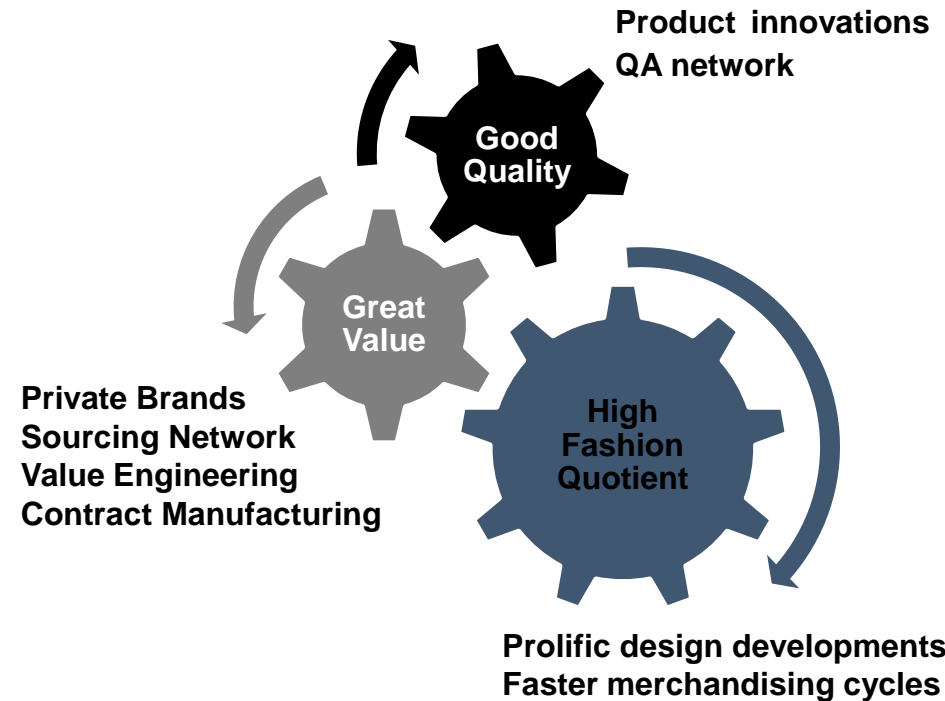 Product innovations
QA network
Good
Quality
Great
Value
Private Brands
Sourcing Network
Value Engineering
Contract Manufacturing
High
Fashion
Quotient
Prolific design developments
Faster merchandising cycles